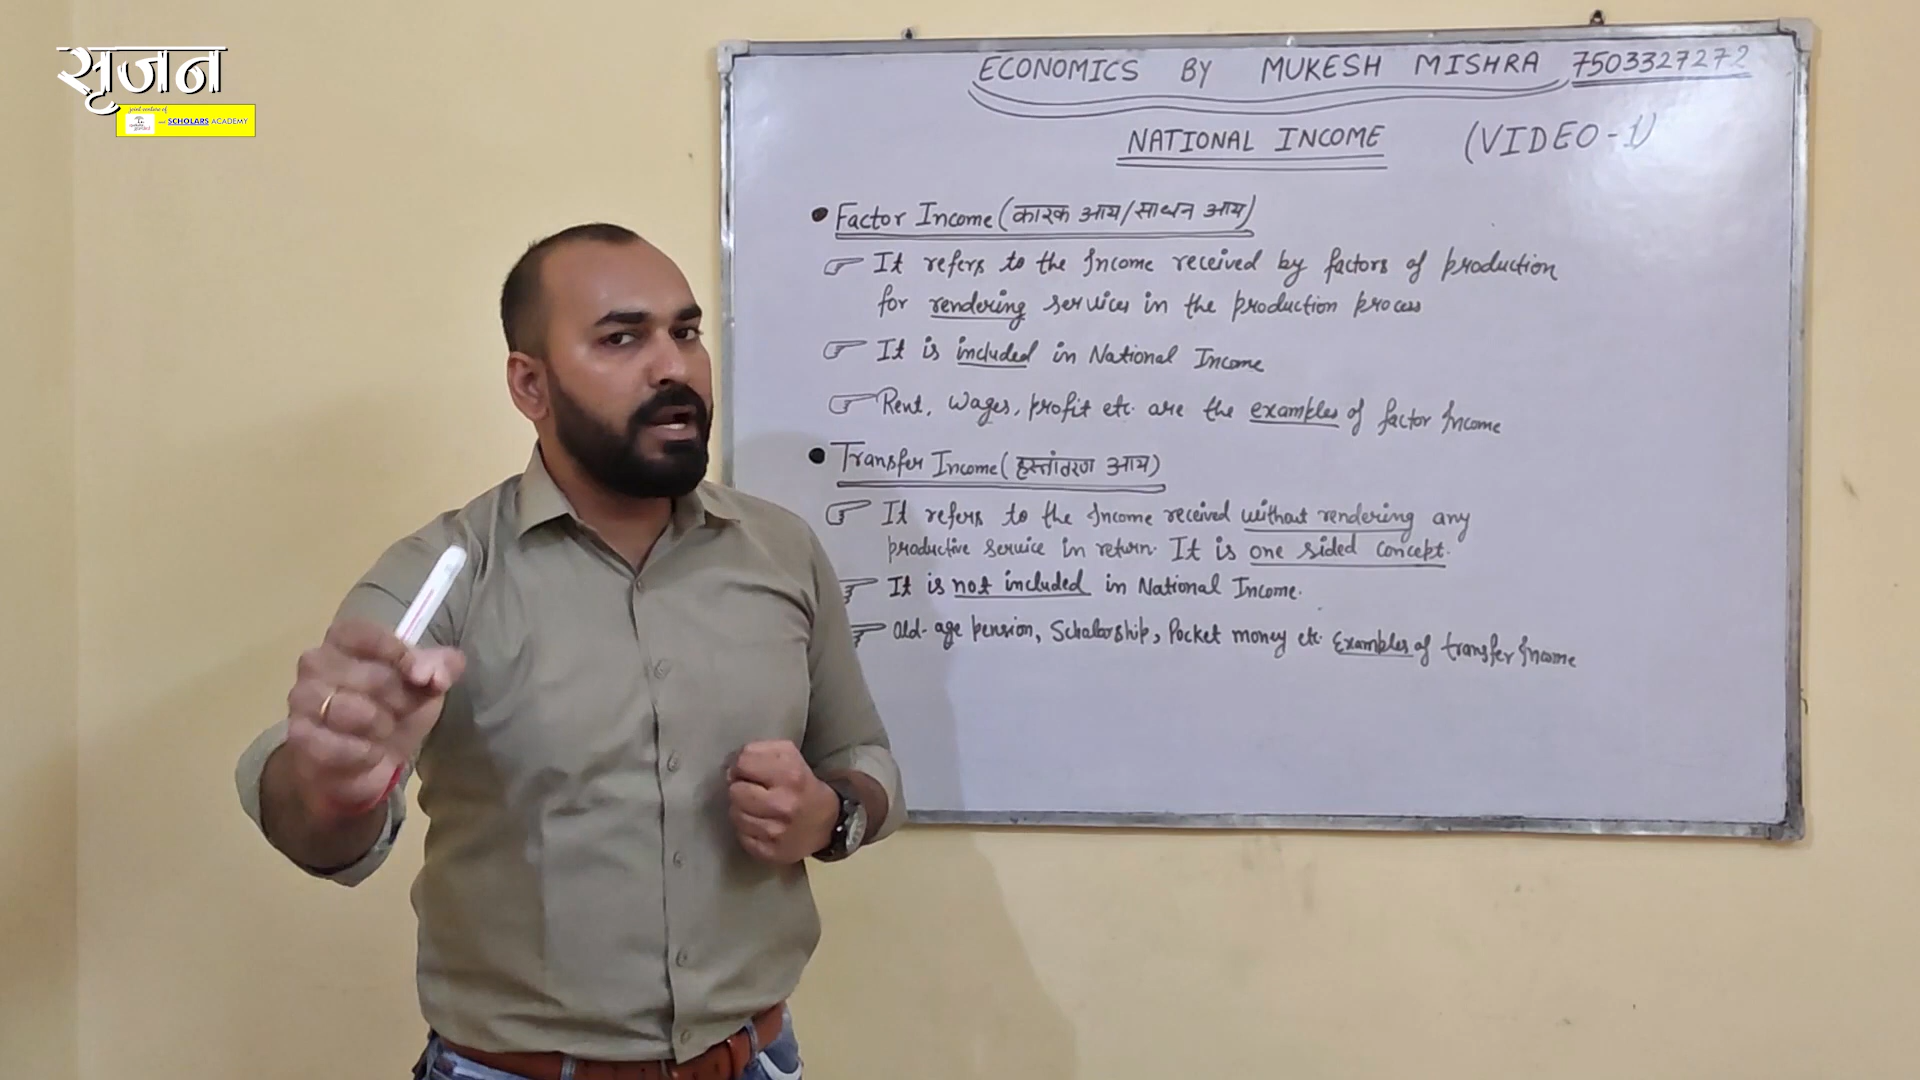 सृजन
joint venture of
SCHOLARS ACADEMY
ECONOMICS BY MUKESH MISHRA 7503327272
NATIONAL INCOME (VIDEO-1)
Factor Income (कारक आय/साधन आय)
It refers to the Income received by factors of production
for rendering services in the production process
It is included in National Income
Rent, Wages, profit etc. are the examples of factor Income
Transfer Income (हस्तांतरण आय)
It refers to the Income received without rendering any
productive service in return. It is one sided concept.
It is not included in National Income.
Old-age pension, Scholarship, Pocket money etc. Examples of transfer Income